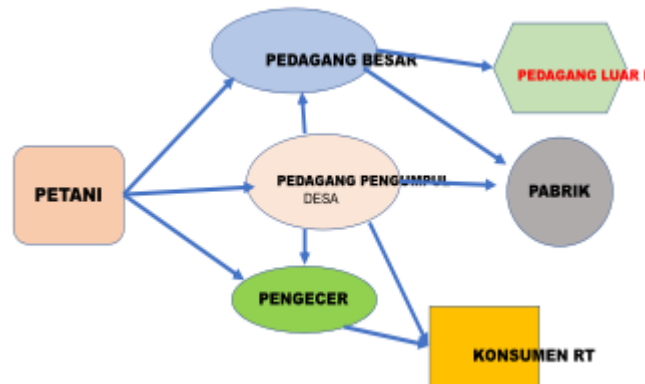 PEDAGANG BESAR
PEDAGANG LUAR
PETANI
PEDAGANG PENGUMPUL
DESA
PABRIK
PENGECER
KONSUMEN RT